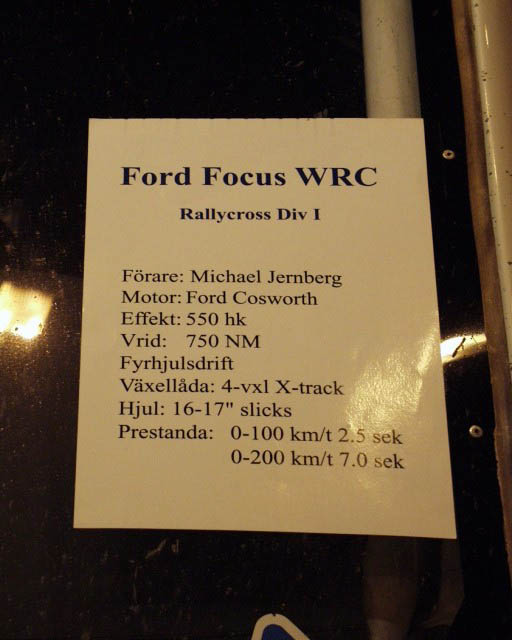 Ford Focus WRC
Rallycross Div I
Förare: Michael Jernberg
Motor: Ford Cosworth
Effekt: 550 hk
Vrid: 750 NM
Fyrhjulsdrift
Växellåda: 4-vxl X-track
Hjul: 16-17" slicks
Prestanda: 0-100 km/t 2.5 sek
0-200 km/t 7.0 sek